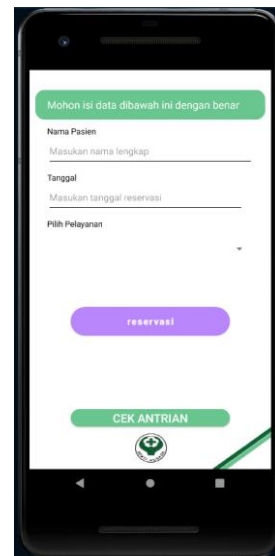 Mohon isi data dibawah ini dengan benar
Nama Pasien
Masukan nama lengkap
Tanggal
Masukan tanggal reservasi
Pilih Pelayanan
reservasi
CEK ANTRIAN